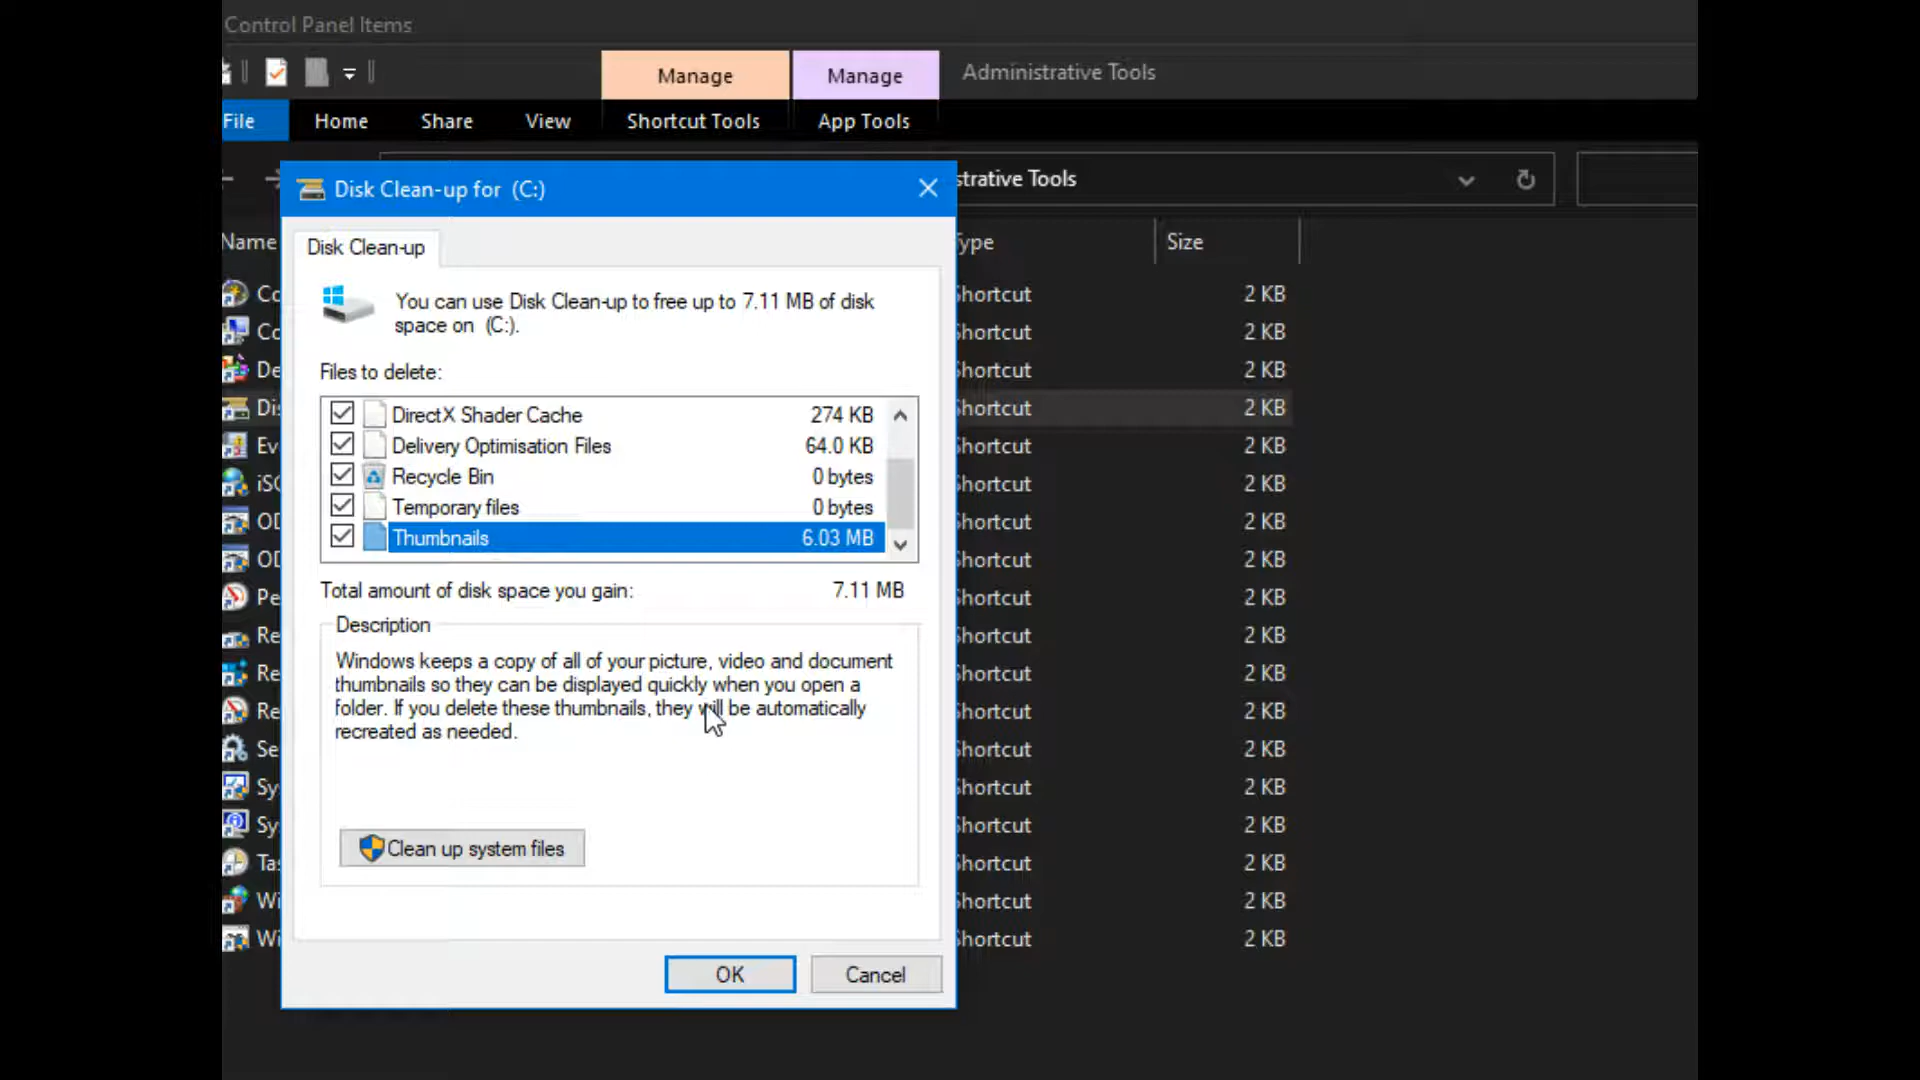 Control Panel Items
Manage
Manage
Administrative Tools
File
Home
Share
View
Shortcut Tools
App Tools
strative Tools
Disk Clean-up for (C:)
Name
Type
Size
Disk Clean-up
You can use Disk Clean-up to free up to 7.11 MB of disk
space on (C:).
Files to delete:
DirectX Shader Cache 274 KB
Delivery Optimisation Files 64.0 KB
Recycle Bin 0 bytes
Temporary files 0 bytes
Thumbnails 6.03 MB
Total amount of disk space you gain: 7.11 MB
Description
Windows keeps a copy of all of your picture, video and document
thumbnails so they can be displayed quickly when you open a
folder. If you delete these thumbnails, they will be automatically
recreated as needed.
Clean up system files
OK
Cancel
Co Shortcut 2 KB
Co Shortcut 2 KB
De Shortcut 2 KB
Dis Shortcut 2 KB
Ev Shortcut 2 KB
iSC Shortcut 2 KB
OD Shortcut 2 KB
OD Shortcut 2 KB
Pe Shortcut 2 KB
Re Shortcut 2 KB
Re Shortcut 2 KB
Re Shortcut 2 KB
Se Shortcut 2 KB
Sy Shortcut 2 KB
Sy Shortcut 2 KB
Tas Shortcut 2 KB
Wi Shortcut 2 KB
Wi Shortcut 2 KB